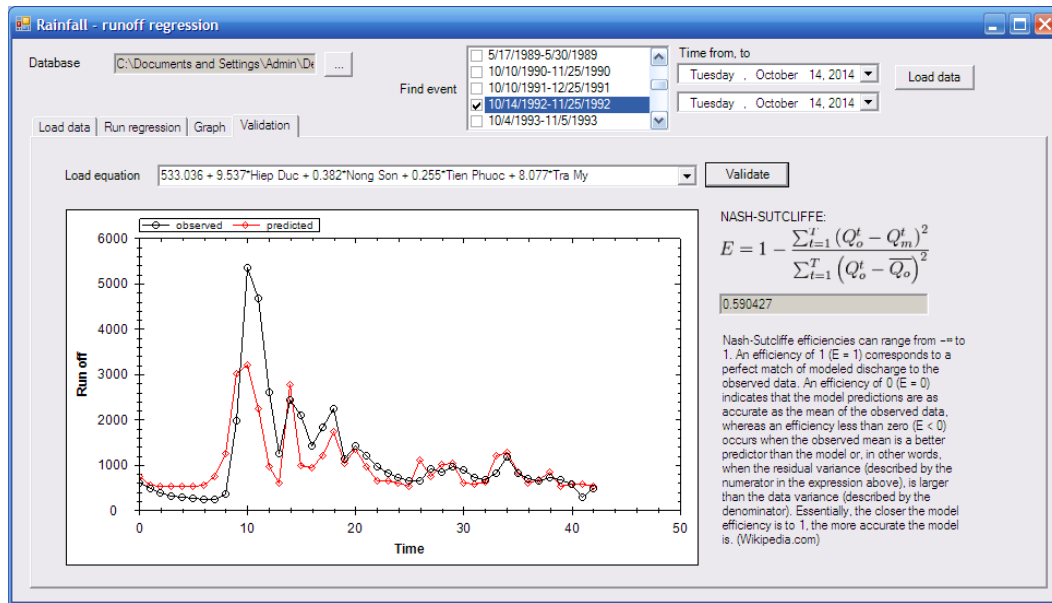 Rainfall - runoff regression
Database
C:\Documents and Settings\Admin\De
...
Find event
5/17/1989-5/30/1989
10/10/1990-11/25/1990
10/10/1991-12/25/1991
10/14/1992-11/25/1992
10/4/1993-11/5/1993
Time from, to
Tuesday , October 14, 2014
Tuesday , October 14, 2014
Load data
Load data
Run regression
Graph
Validation
Load equation
533.036 + 9.537*Hiep Duc + 0.382*Nong Son + 0.255*Tien Phuoc + 8.077*Tra My
Validate
observed
predicted
6000
5000
4000
3000
2000
1000
0
Run off
0
10
20
30
40
50
Time
NASH-SUTCLIFFE:
E = 1 - \frac{\sum_{t=1}^{T} (Q_o^t - Q_m^t)^2}{\sum_{t=1}^{T} (Q_o^t - \overline{Q_o})^2}
0.590427
Nash-Sutcliffe efficiencies can range from -∞ to
1. An efficiency of 1 (E = 1) corresponds to a
perfect match of modeled discharge to the
observed data. An efficiency of 0 (E = 0)
indicates that the model predictions are as
accurate as the mean of the observed data,
whereas an efficiency less than zero (E < 0)
occurs when the observed mean is a better
predictor than the model or, in other words,
when the residual variance (described by the
numerator in the expression above), is larger
than the data variance (described by the
denominator). Essentially, the closer the model
efficiency is to 1, the more accurate the model
is. (Wikipedia.com)